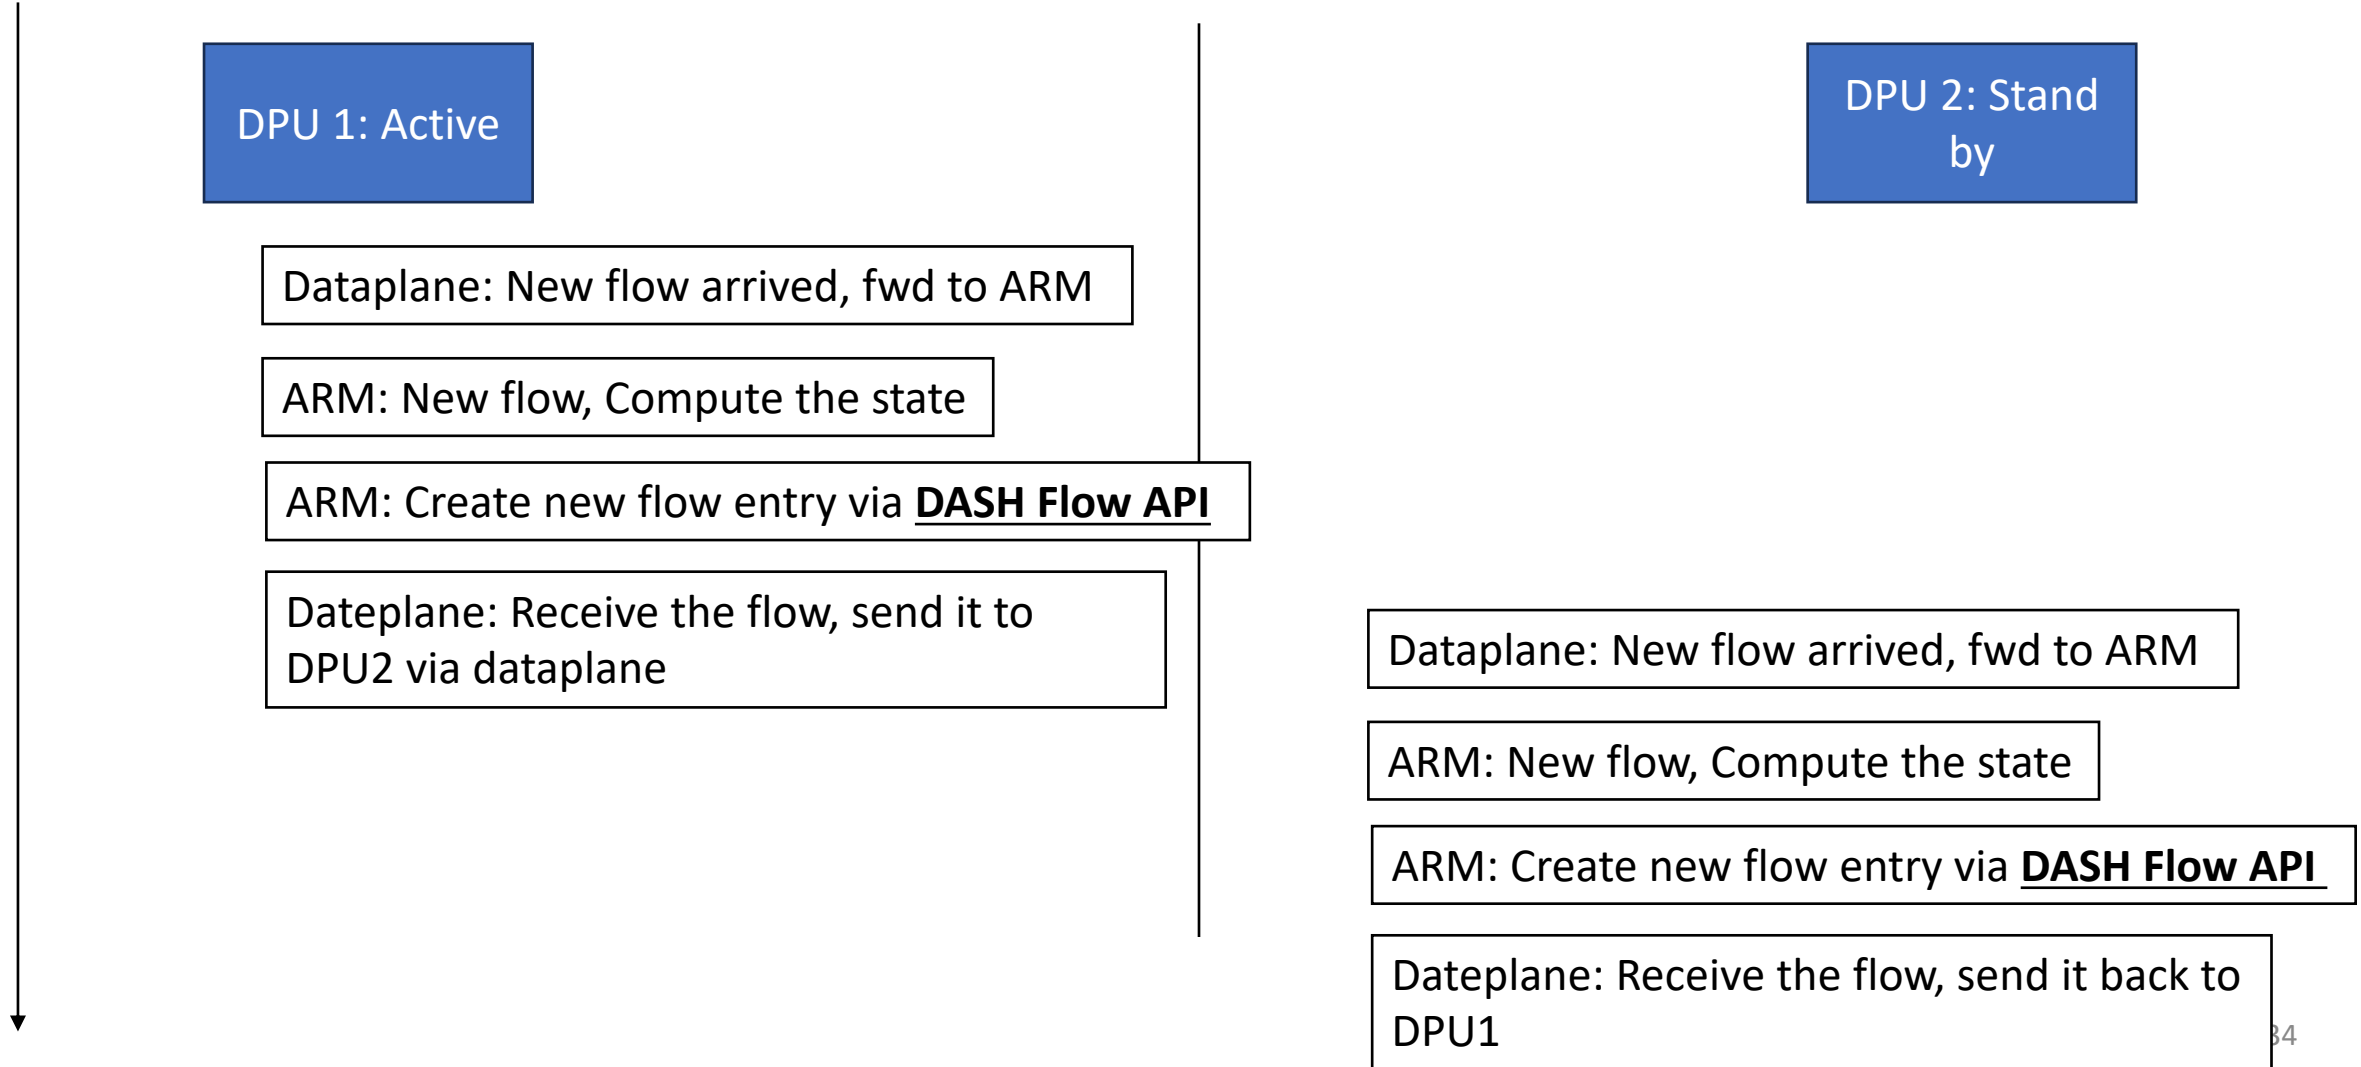 DPU 1: Active
DPU 2: Stand
by
Dataplane: New flow arrived, fwd to ARM
ARM: New flow, Compute the state
ARM: Create new flow entry via DASH Flow API
Dateplane: Receive the flow, send it to
DPU2 via dataplane
Dataplane: New flow arrived, fwd to ARM
ARM: New flow, Compute the state
ARM: Create new flow entry via DASH Flow API
Dateplane: Receive the flow, send it back to
DPU1
34